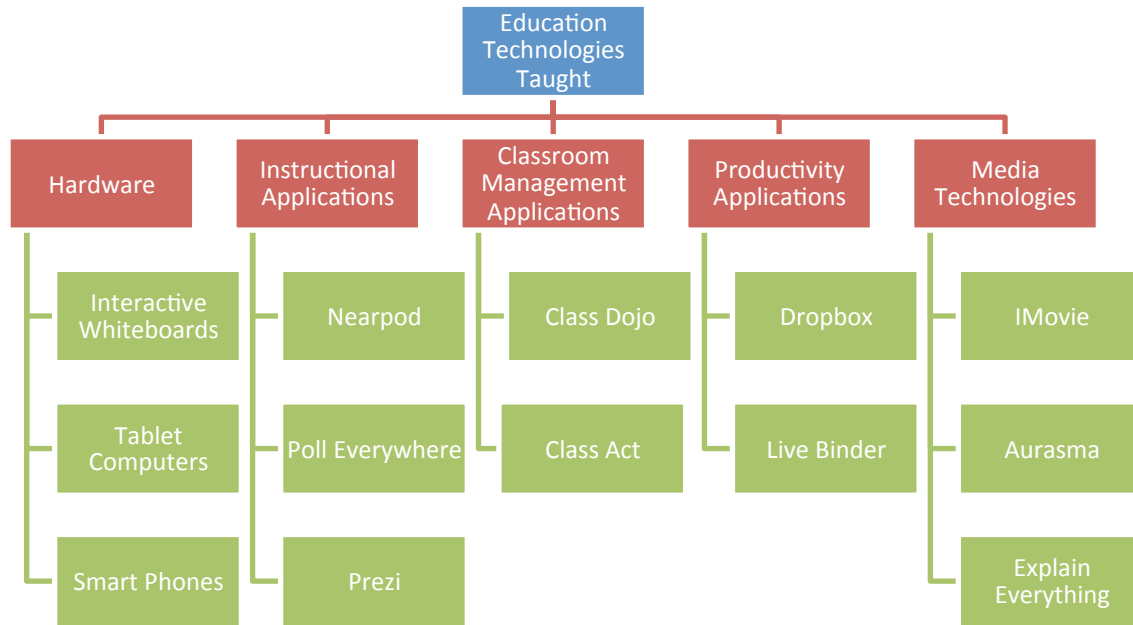 Education
Technologies
Taught
Hardware
Instructional
Applications
Classroom
Management
Applications
Productivity
Applications
Media
Technologies
Interactive
Whiteboards
Nearpod
Class Dojo
Dropbox
IMovie
Tablet
Computers
Poll Everywhere
Class Act
Live Binder
Aurasma
Smart Phones
Prezi
Explain
Everything